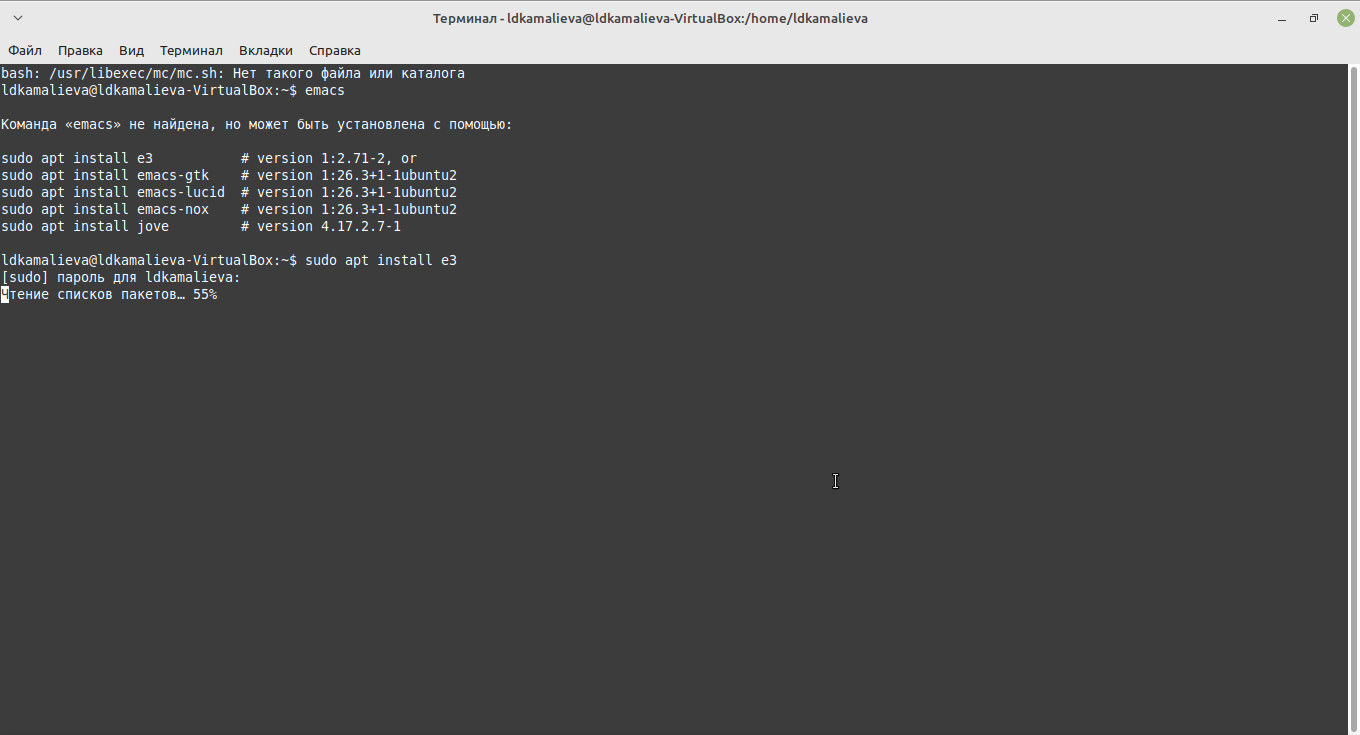 Терминал - ldkamalieva@ldkamalieva-VirtualBox:/home/ldkamalieva
Файл Правка Вид Терминал Вкладки Справка
bash: /usr/libexec/mc/mc.sh: Нет такого файла или каталога
ldkamalieva@ldkamalieva-VirtualBox:~$ emacs
Команда «emacs» не найдена, но может быть установлена с помощью:
sudo apt install e3           # version 1:2.71-2, or
sudo apt install emacs-gtk    # version 1:26.3+1-1ubuntu2
sudo apt install emacs-lucid  # version 1:26.3+1-1ubuntu2
sudo apt install emacs-nox    # version 1:26.3+1-1ubuntu2
sudo apt install jove         # version 4.17.2.7-1
ldkamalieva@ldkamalieva-VirtualBox:~$ sudo apt install e3
[sudo] пароль для ldkamalieva:
Чтение списков пакетов… 55%